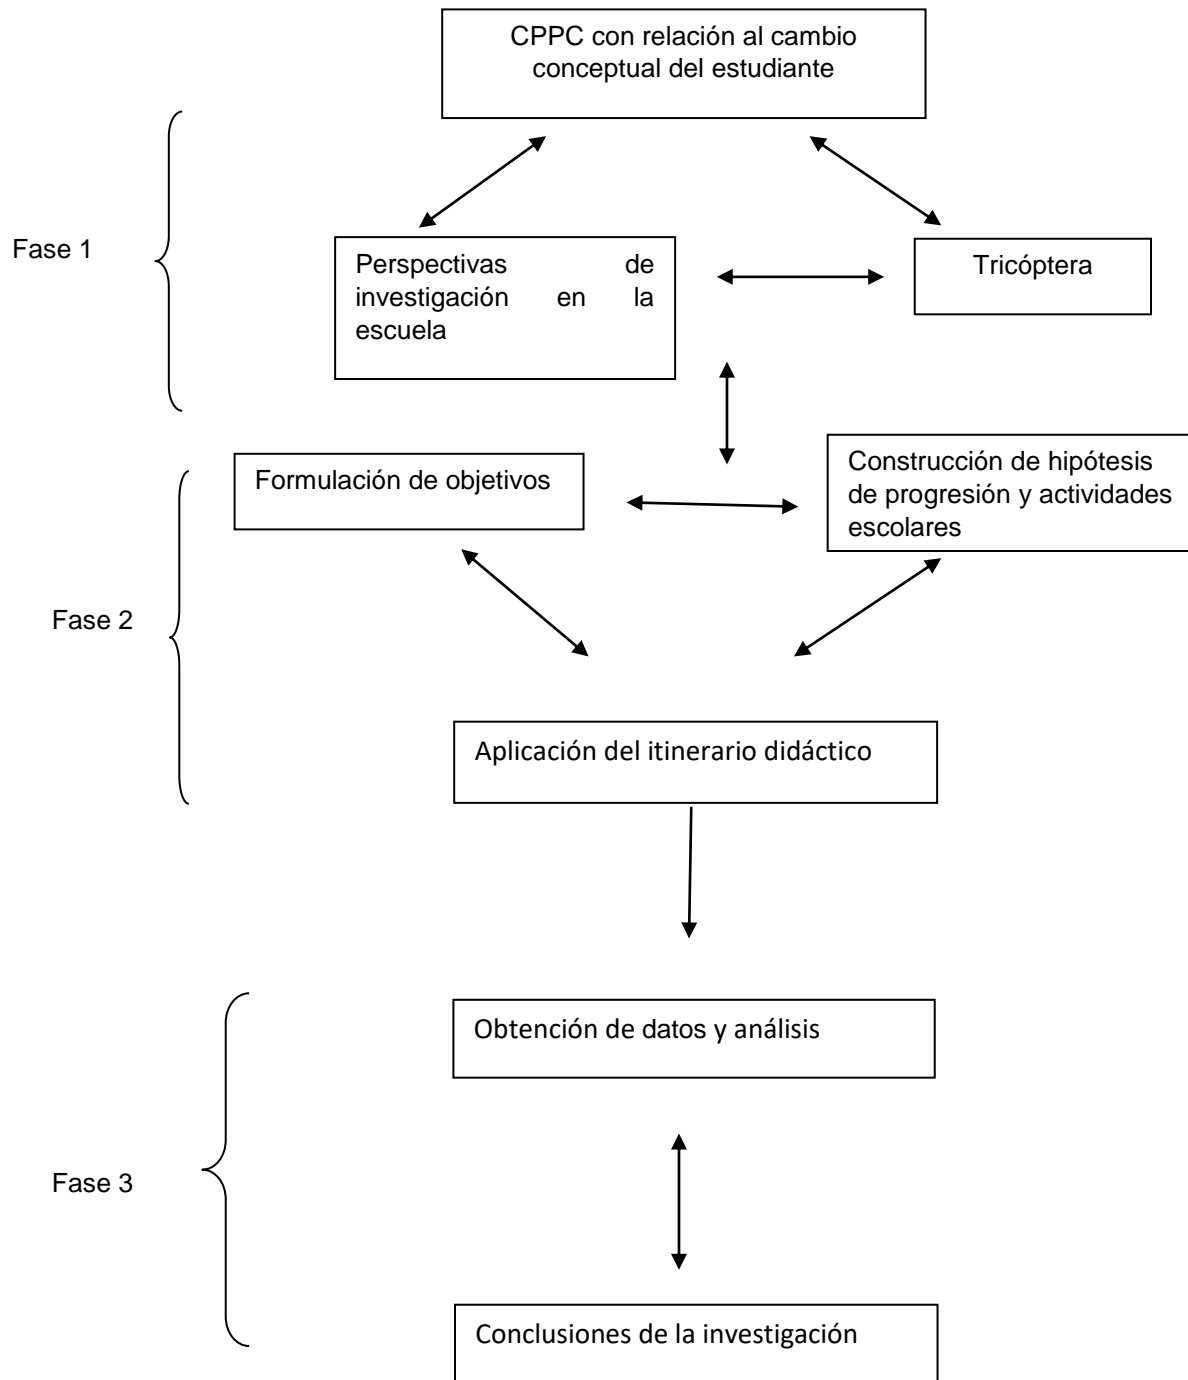 CPPC con relación al cambio
conceptual del estudiante
Fase 1
Perspectivas de
investigación en la
escuela
Tricóptera
Formulación de objetivos
Construcción de hipótesis
de progresión y actividades
escolares
Fase 2
Aplicación del itinerario didáctico
Obtención de datos y análisis
Fase 3
Conclusiones de la investigación